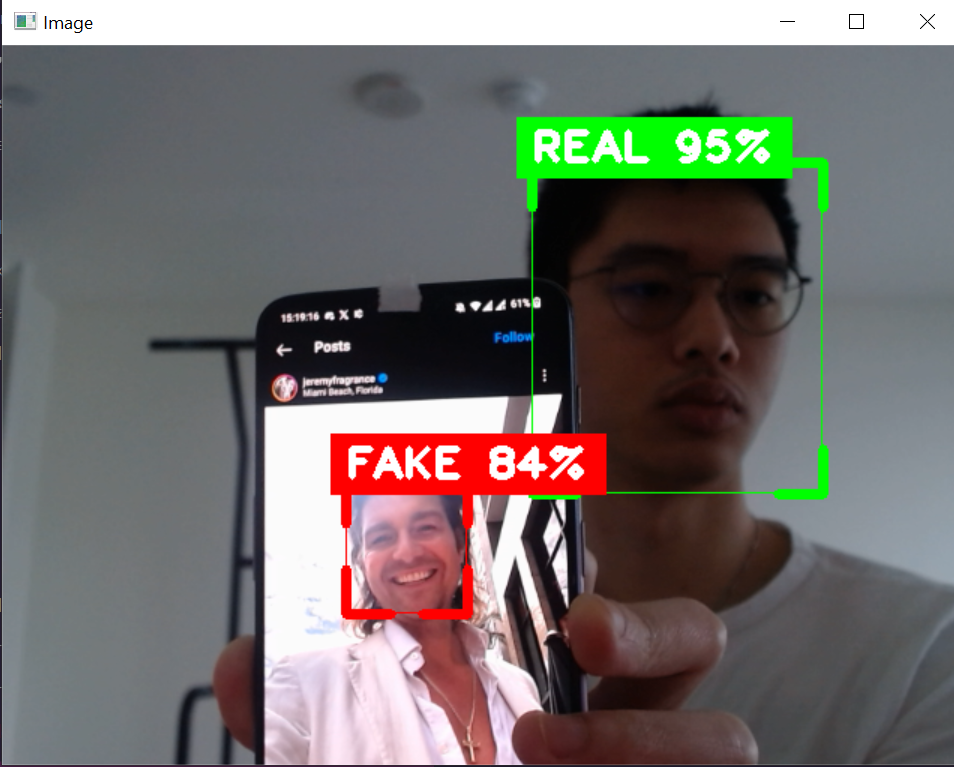 Image
REAL 95%
15:19:16 X 61%
Posts
Follow
jeremyfragrance
Miami Beach, Florida
FAKE 84%